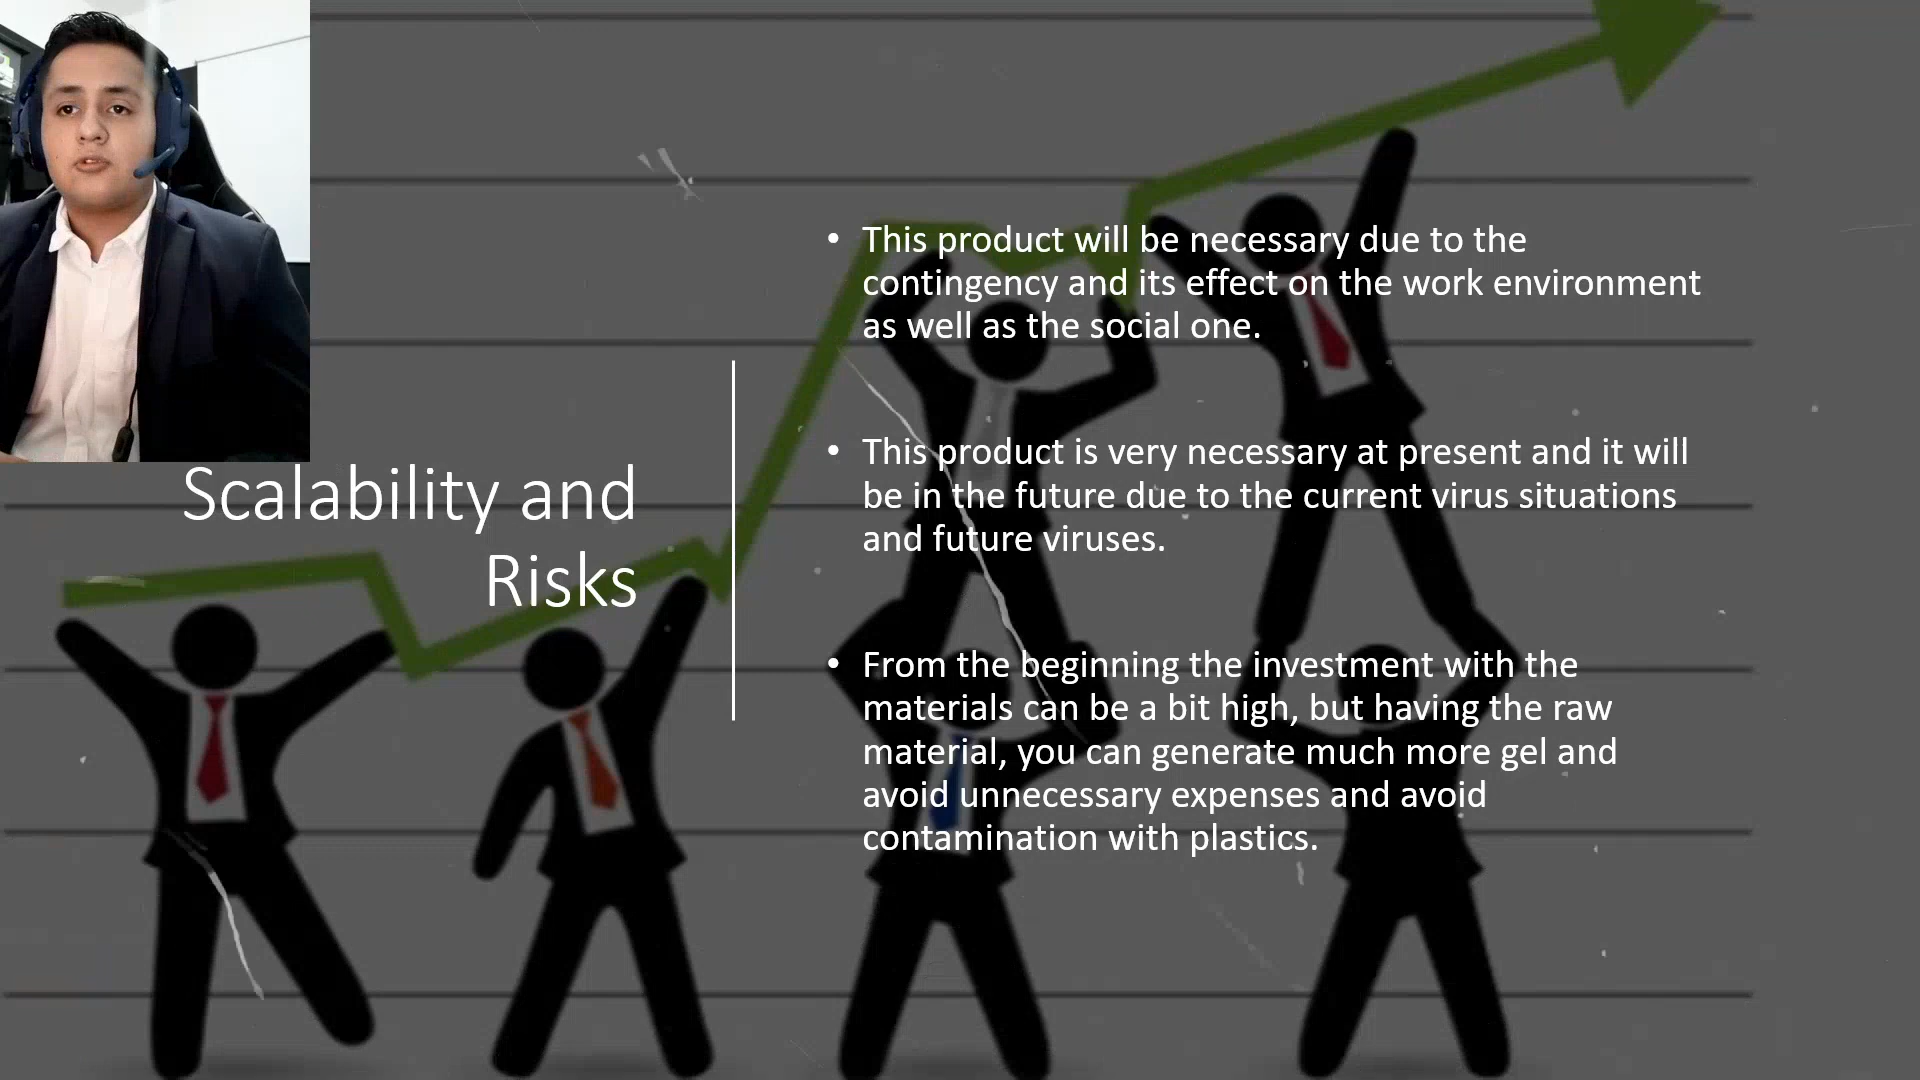 Scalability and
Risks
• This product will be necessary due to the
contingency and its effect on the work environment
as well as the social one.
• This product is very necessary at present and it will
be in the future due to the current virus situations
and future viruses.
• From the beginning the investment with the
materials can be a bit high, but having the raw
material, you can generate much more gel and
avoid unnecessary expenses and avoid
contamination with plastics.